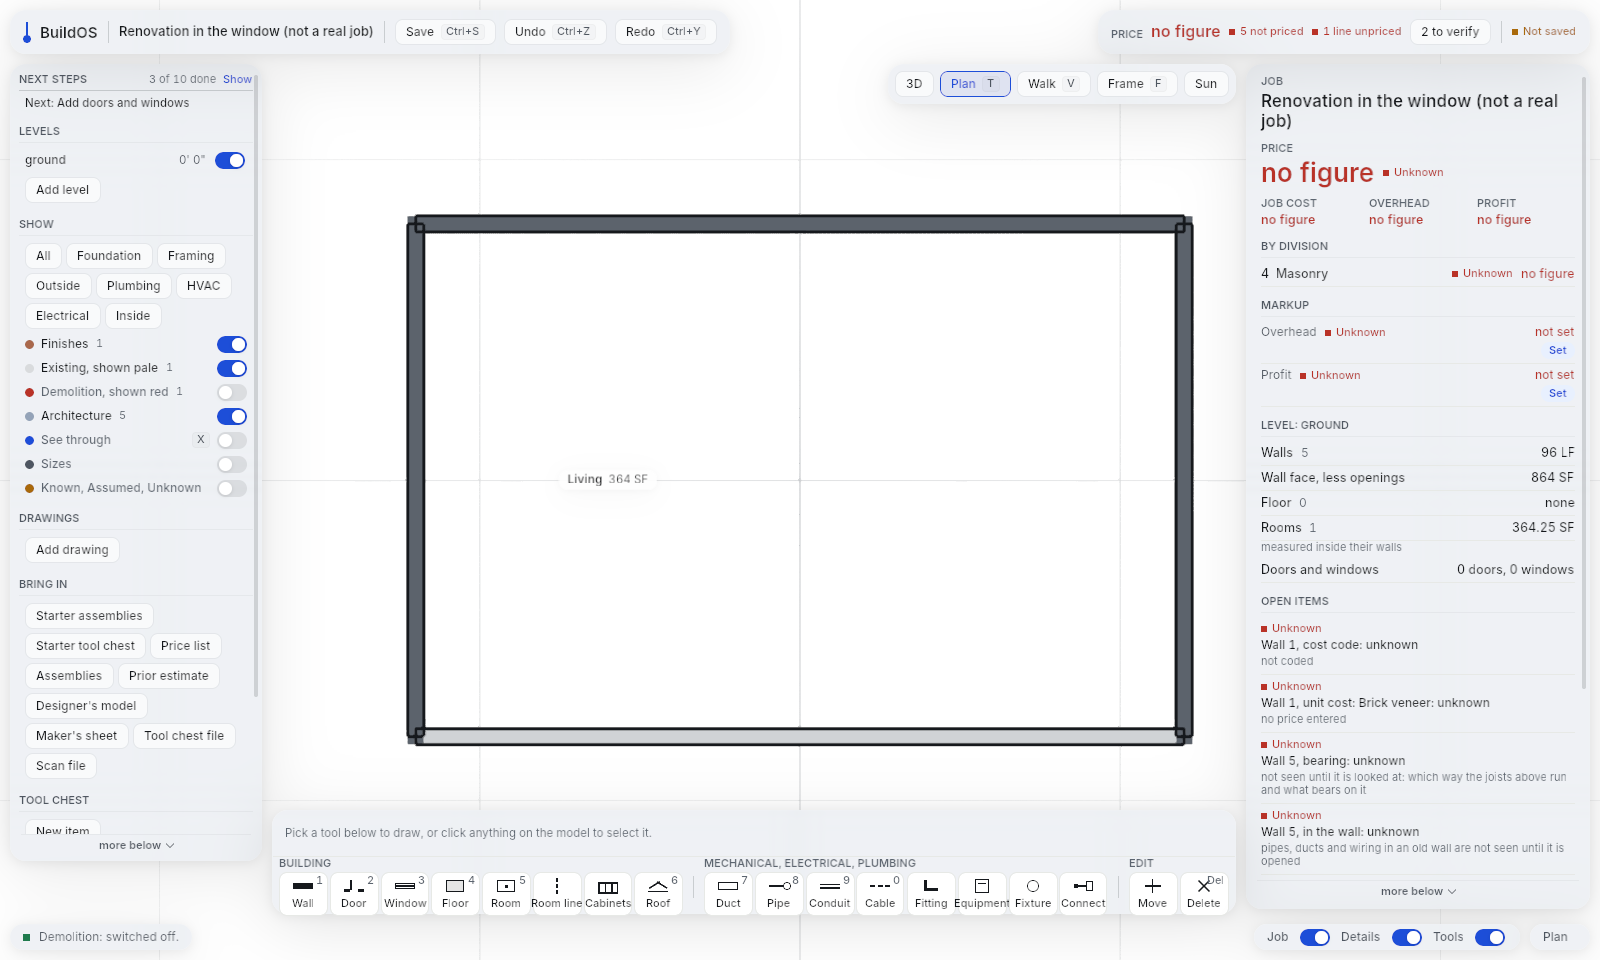 BuildOS
Renovation in the window (not a real job)
Save Ctrl+S
Undo Ctrl+Z
Redo Ctrl+Y
PRICE no figure 5 not priced 1 line unpriced 2 to verify Not saved
NEXT STEPS 3 of 10 done Show
Next: Add doors and windows
LEVELS
ground 0' 0"
Add level
SHOW
All Foundation Framing
Outside Plumbing HVAC
Electrical Inside
Finishes 1
Existing, shown pale 1
Demolition, shown red 1
Architecture 5
See through X
Sizes
Known, Assumed, Unknown
DRAWINGS
Add drawing
BRING IN
Starter assemblies
Starter tool chest Price list
Assemblies Prior estimate
Designer's model
Maker's sheet Tool chest file
Scan file
TOOL CHEST
New item
more below
Demolition: switched off.
3D Plan T Walk V Frame F Sun
Living 364 SF
Pick a tool below to draw, or click anything on the model to select it.
BUILDING
Wall 1
Door 2
Window 3
Floor 4
Room 5
Room line
Cabinets
Roof 6
MECHANICAL, ELECTRICAL, PLUMBING
Duct 7
Pipe 8
Conduit 9
Cable 0
Fitting
Equipment
Fixture
Connect
EDIT
Move
Delete Del
JOB
Renovation in the window (not a real
job)
PRICE
no figure Unknown
JOB COST OVERHEAD PROFIT
no figure no figure no figure
BY DIVISION
4 Masonry Unknown no figure
MARKUP
Overhead Unknown not set
Set
Profit Unknown not set
Set
LEVEL: GROUND
Walls 5 96 LF
Wall face, less openings 864 SF
Floor 0 none
Rooms 1 364.25 SF
measured inside their walls
Doors and windows 0 doors, 0 windows
OPEN ITEMS
Unknown
Wall 1, cost code: unknown
not coded
Unknown
Wall 1, unit cost: Brick veneer: unknown
no price entered
Unknown
Wall 5, bearing: unknown
not seen until it is looked at: which way the joists above run
and what bears on it
Unknown
Wall 5, in the wall: unknown
pipes, ducts and wiring in an old wall are not seen until it is
opened
more below
Job Details Tools Plan